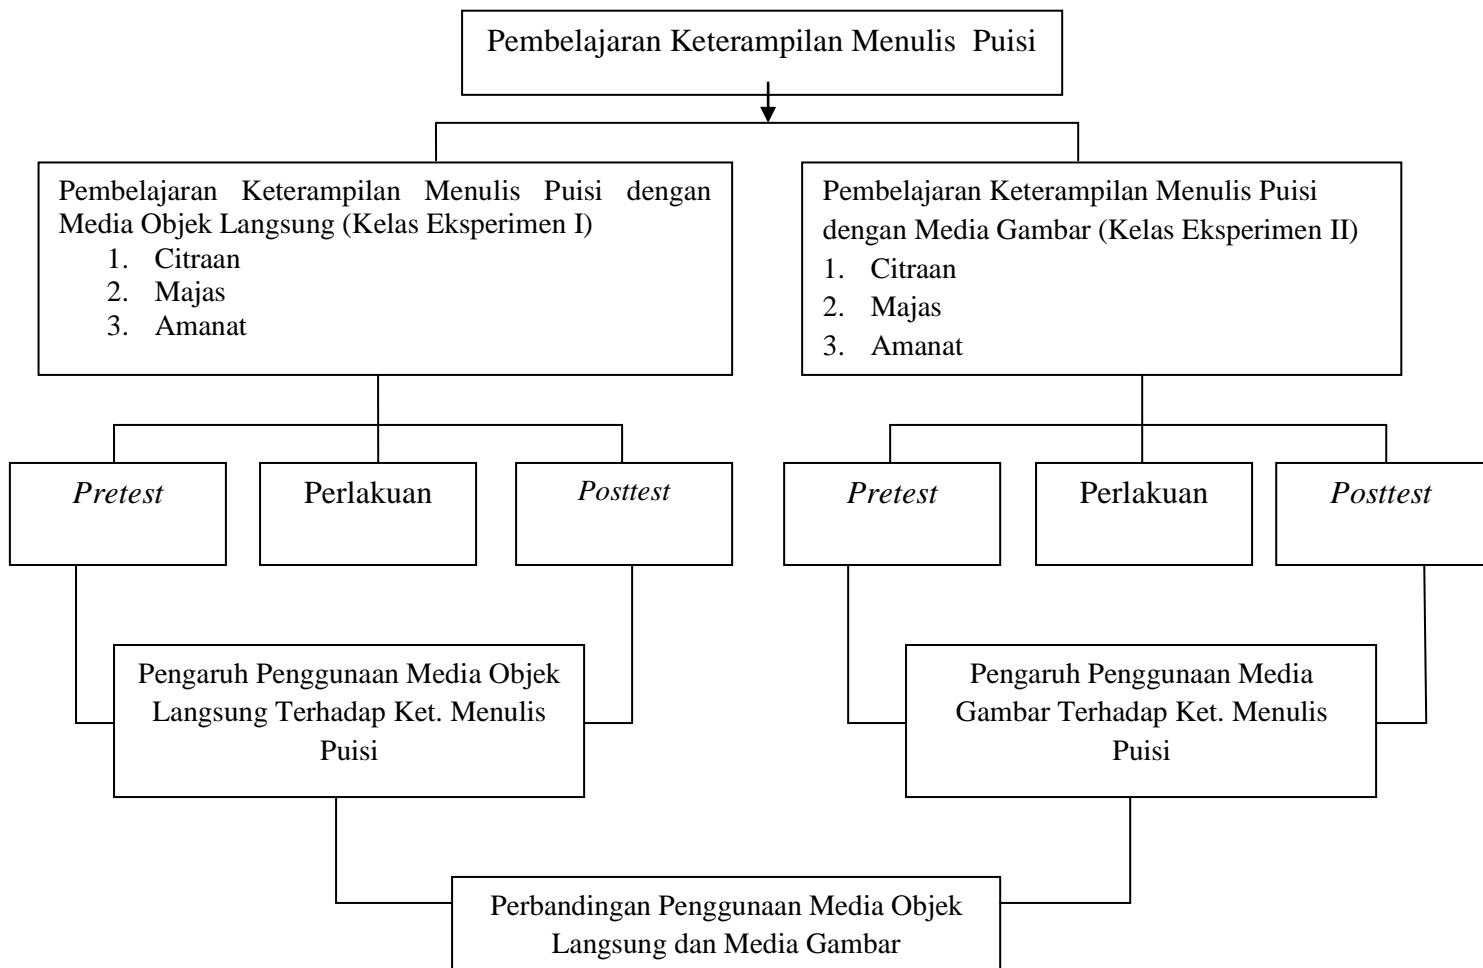 Pembelajaran Keterampilan Menulis Puisi
Pembelajaran Keterampilan Menulis Puisi dengan
Media Objek Langsung (Kelas Eksperimen I)
1. Citraan
2. Majas
3. Amanat
Pembelajaran Keterampilan Menulis Puisi
dengan Media Gambar (Kelas Eksperimen II)
1. Citraan
2. Majas
3. Amanat
Pretest
Perlakuan
Posttest
Pretest
Perlakuan
Posttest
Pengaruh Penggunaan Media Objek
Langsung Terhadap Ket. Menulis
Puisi
Pengaruh Penggunaan Media
Gambar Terhadap Ket. Menulis
Puisi
Perbandingan Penggunaan Media Objek
Langsung dan Media Gambar